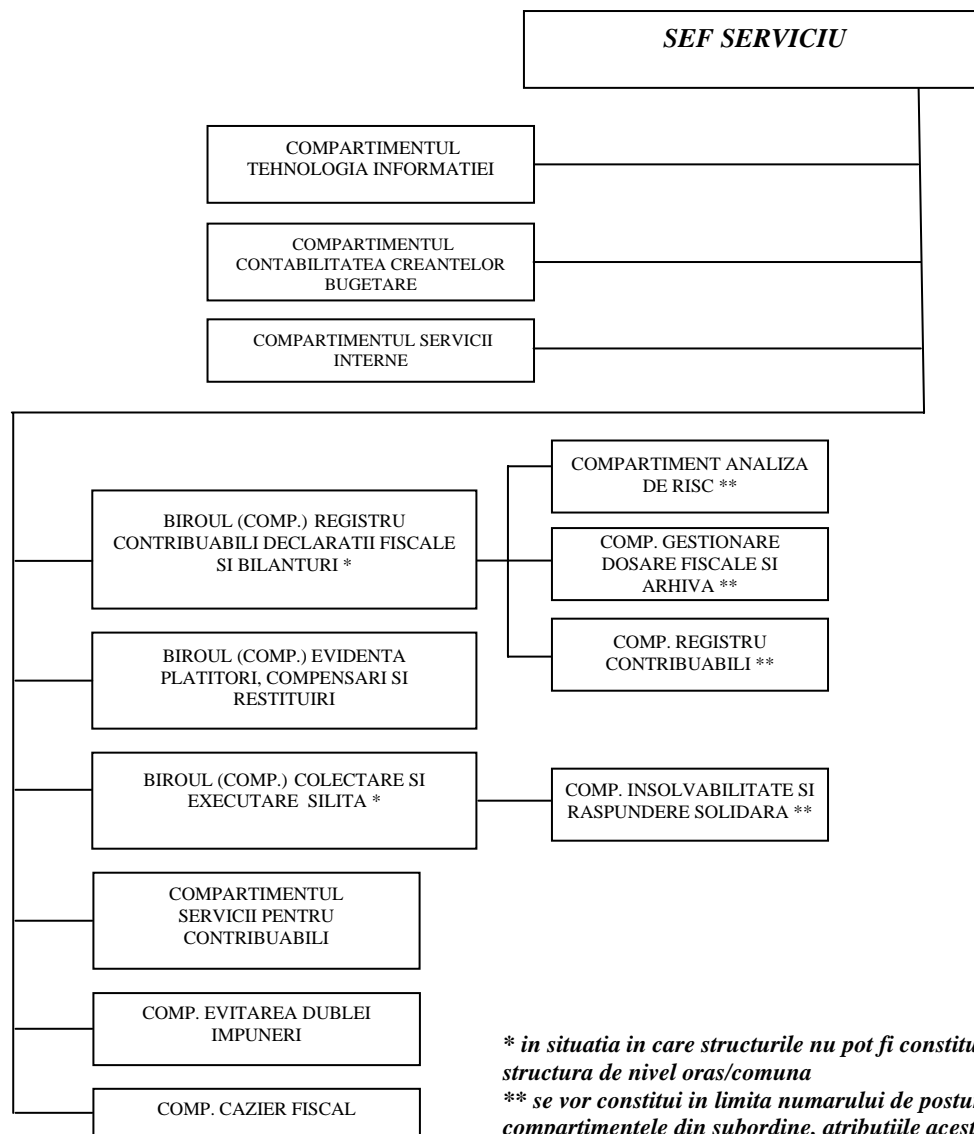 SEF SERVICIU
COMPARTIMENTUL
TEHNOLOGIA INFORMATIEI
COMPARTIMENTUL
CONTABILITATEA CREANTELOR
BUGETARE
COMPARTIMENTUL SERVICII
INTERNE
BIROUL (COMP.) REGISTRU
CONTRIBUABILI DECLARATII FISCALE
SI BILANTURI *
COMPARTIMENT ANALIZA
DE RISC **
COMP. GESTIONARE
DOSARE FISCALE SI
ARHIVA **
COMP. REGISTRU
CONTRIBUABILI **
BIROUL (COMP.) EVIDENTA
PLATITORI, COMPENSARI SI
RESTITUIRI
BIROUL (COMP.) COLECTARE SI
EXECUTARE SILITA *
COMP. INSOLVABILITATE SI
RASPUNDERE SOLIDARA **
COMPARTIMENTUL
SERVICII PENTRU
CONTRIBUABILI
COMP. EVITAREA DUBLEI
IMPUNERI
COMP. CAZIER FISCAL
* in situatia in care structurile nu pot fi
structura de nivel oras/comuna
** se vor constitui in limita numarului de
compartimentele din subordine, atribuțiile